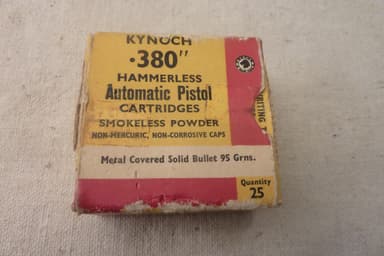 KYNOCH
·380"
HAMMERLESS
Automatic Pistol
CARTRIDGES
SMOKELESS POWDER
NON-MERCURIC, NON-CORROSIVE CAPS
Metal Covered Solid Bullet 95 Grns.
Quantity
25